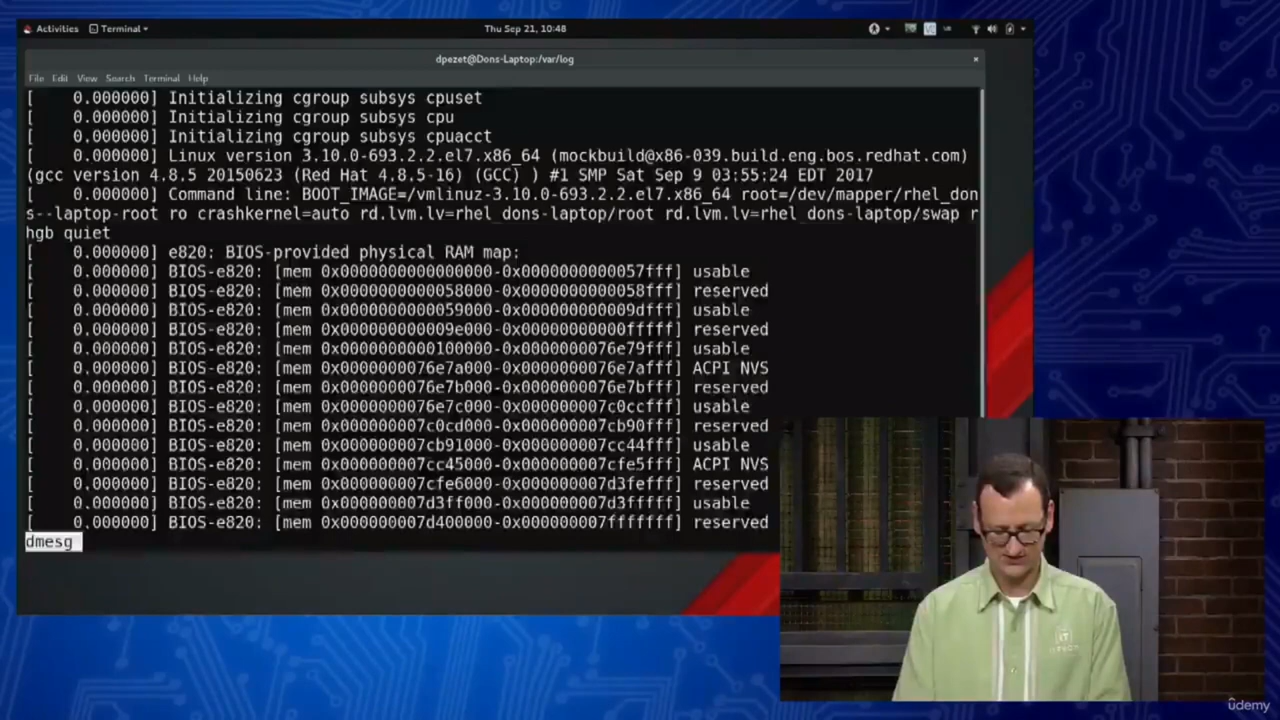 Activities Terminal Thu Sep 21, 10:48
dpezet@Dons-Laptop:/var/log
File Edit View Search Terminal Help
[    0.000000] Initializing cgroup subsys cpuset
[    0.000000] Initializing cgroup subsys cpu
[    0.000000] Initializing cgroup subsys cpuacct
[    0.000000] Linux version 3.10.0-693.2.2.el7.x86_64 (mockbuild@x86-039.build.eng.bos.redhat.com)
(gcc version 4.8.5 20150623 (Red Hat 4.8.5-16) (GCC) ) #1 SMP Sat Sep 9 03:55:24 EDT 2017
[    0.000000] Command line: BOOT_IMAGE=/vmlinuz-3.10.0-693.2.2.el7.x86_64 root=/dev/mapper/rhel_don
s--laptop-root ro crashkernel=auto rd.lvm.lv=rhel_dons-laptop/root rd.lvm.lv=rhel_dons-laptop/swap r
hgb quiet
[    0.000000] e820: BIOS-provided physical RAM map:
[    0.000000] BIOS-e820: [mem 0x0000000000000000-0x0000000000057fff] usable
[    0.000000] BIOS-e820: [mem 0x0000000000058000-0x0000000000058fff] reserved
[    0.000000] BIOS-e820: [mem 0x0000000000059000-0x000000000009dfff] usable
[    0.000000] BIOS-e820: [mem 0x000000000009e000-0x00000000000fffff] reserved
[    0.000000] BIOS-e820: [mem 0x0000000000100000-0x0000000076e79fff] usable
[    0.000000] BIOS-e820: [mem 0x0000000076e7a000-0x0000000076e7afff] ACPI NVS
[    0.000000] BIOS-e820: [mem 0x0000000076e7b000-0x0000000076e7bfff] reserved
[    0.000000] BIOS-e820: [mem 0x0000000076e7c000-0x000000007c0ccfff] usable
[    0.000000] BIOS-e820: [mem 0x000000007c0cd000-0x000000007cb90fff] reserved
[    0.000000] BIOS-e820: [mem 0x000000007cb91000-0x000000007cc44fff] usable
[    0.000000] BIOS-e820: [mem 0x000000007cc45000-0x000000007cfe5fff] ACPI NVS
[    0.000000] BIOS-e820: [mem 0x000000007cfe6000-0x000000007d3fefff] reserved
[    0.000000] BIOS-e820: [mem 0x000000007d3ff000-0x000000007d3fffff] usable
[    0.000000] BIOS-e820: [mem 0x000000007d400000-0x000000007fffffff] reserved
dmesg
udemy